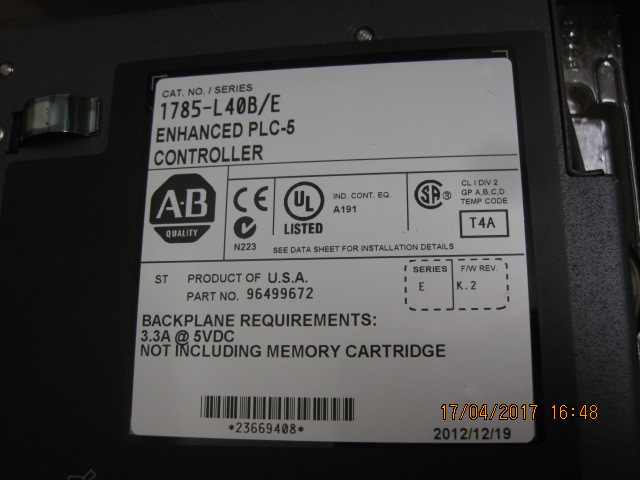 CAT. NO. / SERIES
1785-L40B/E
ENHANCED PLC-5
CONTROLLER
A·B
QUALITY
CE
N223
UL
LISTED
IND. CONT. EQ.
A191
SA
CL I DIV 2
GP A,B,C,D
TEMP CODE
T4A
SEE DATA SHEET FOR INSTALLATION DETAILS
ST PRODUCT OF U.S.A.
PART NO. 96499672
SERIES
E
F/W REV.
K.2
BACKPLANE REQUIREMENTS:
3.3A @ 5VDC
NOT INCLUDING MEMORY CARTRIDGE
*23669408*
2012/12/19
17/04/2017 16:48